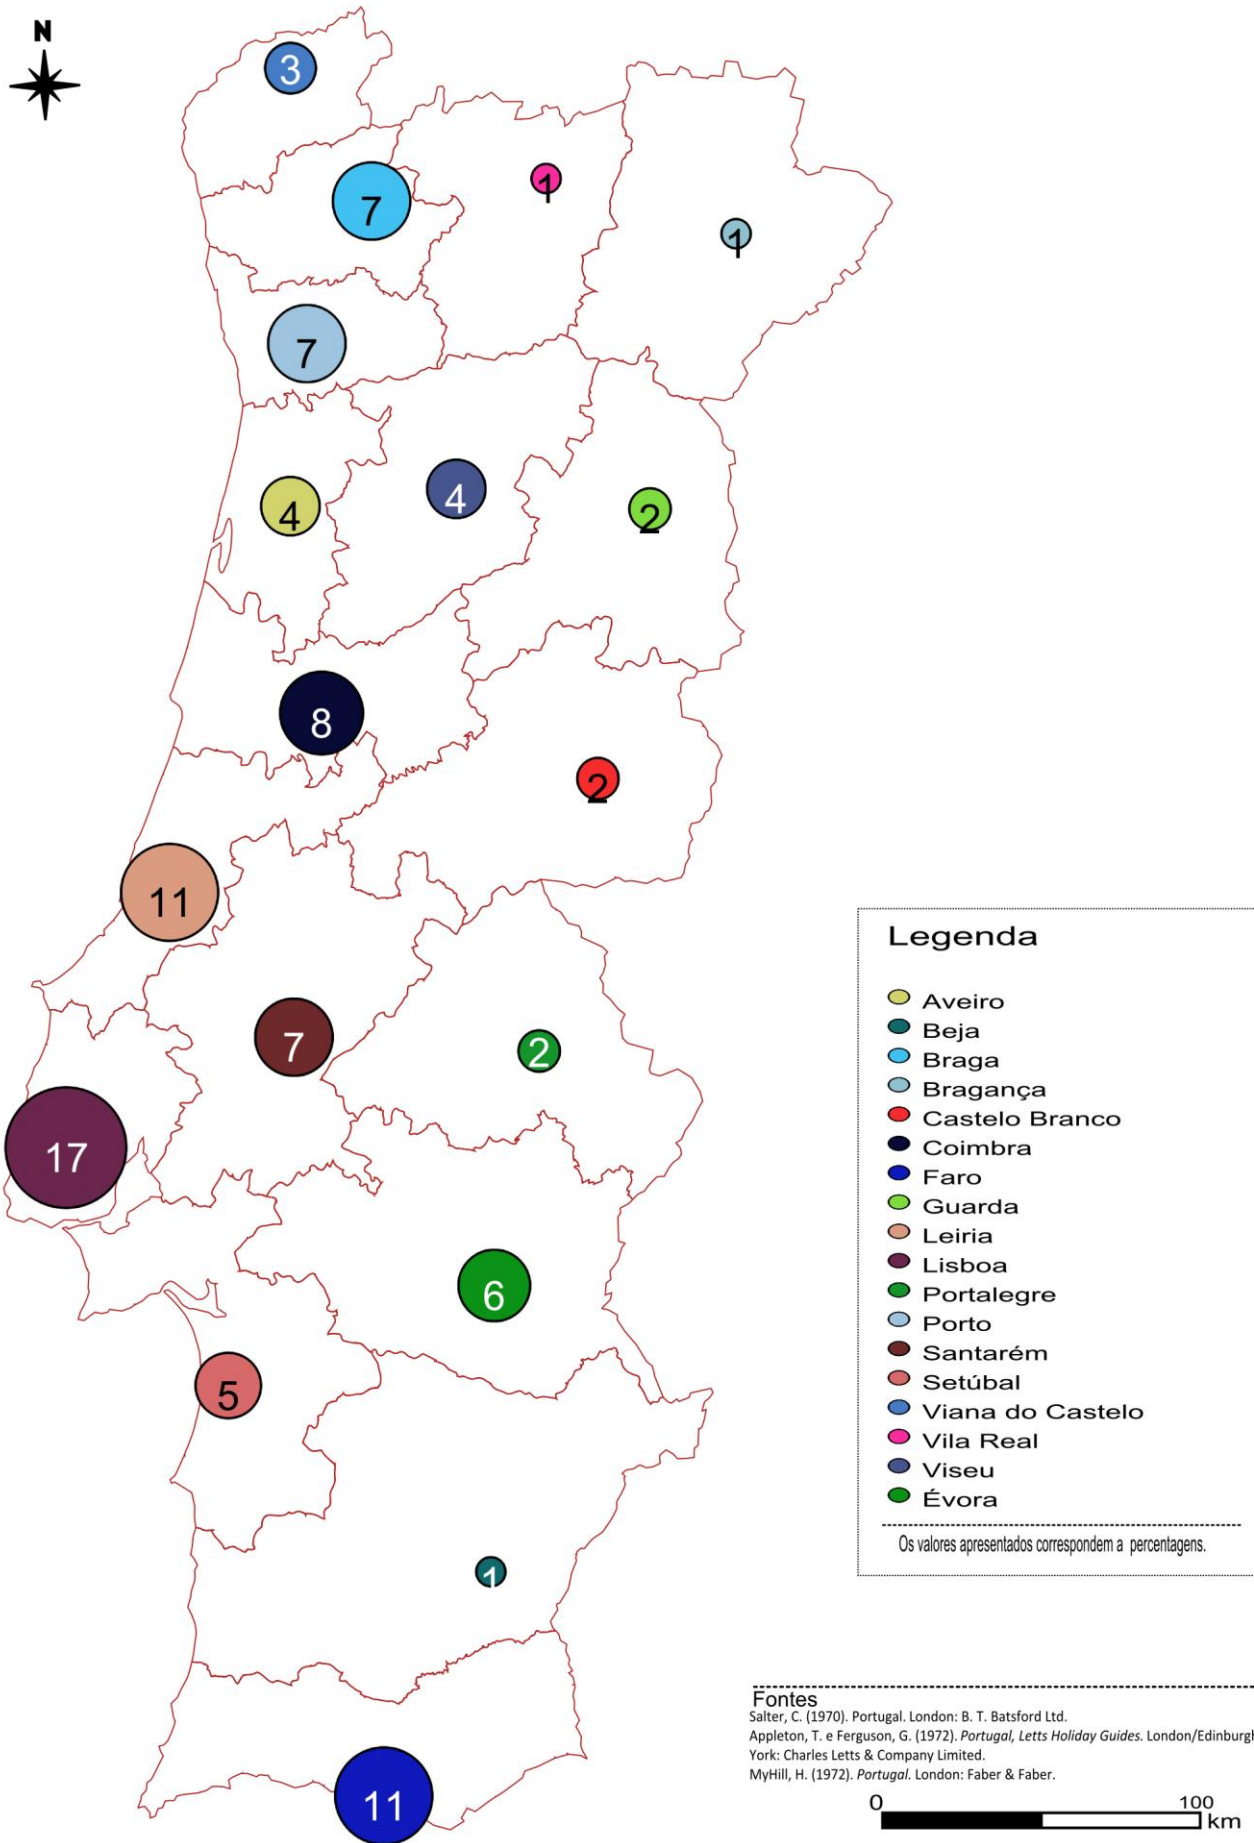 N
3
7
1
1
7
4
4
2
8
2
11
7
2
17
6
5
1
11
Legenda
Aveiro
Beja
Braga
Bragança
Castelo Branco
Coimbra
Faro
Guarda
Leiria
Lisboa
Portalegre
Porto
Santarém
Setúbal
Viana do Castelo
Vila Real
Viseu
Évora
Os valores apresentados correspondem a percentagens.
Fontes
Salter, C. (1970). Portugal. London: B. T. Batsford Ltd.
Appleton, T. e Ferguson, G. (1972). Portugal, Letts Holiday Guides. London/Edinburgh
York: Charles Letts & Company Limited.
MyHill, H. (1972). Portugal. London: Faber & Faber.
0 100
km